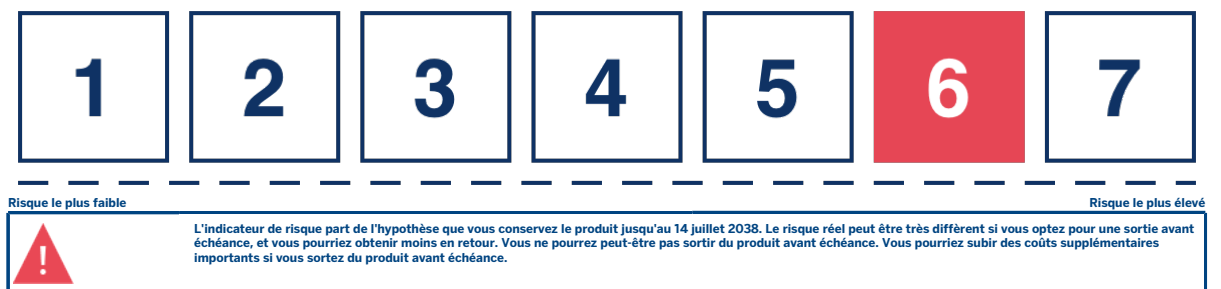 1 2 3 4 5 6 7
Risque le plus faible Risque le plus élevé
L'indicateur de risque part de l'hypothèse que vous conservez le produit jusqu'au 14 juillet 2038. Le risque réel peut être très diffèrent si vous optez pour une sortie avant
échéance, et vous pourriez obtenir moins en retour. Vous ne pourrez peut-être pas sortir du produit avant échéance. Vous pourriez subir des coûts supplémentaires
importants si vous sortez du produit avant échéance.
!